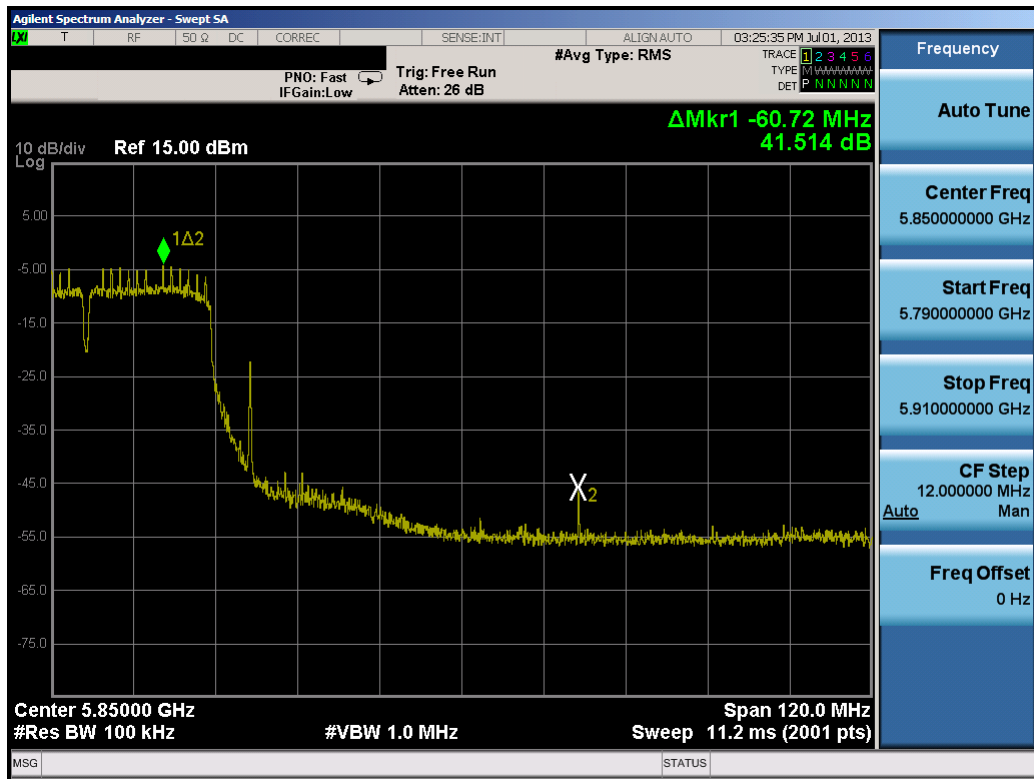 Agilent Spectrum Analyzer - Swept SA
LXI T RF 50 Ω DC CORREC SENSE:INT ALIGN AUTO 03:25:35 PM Jul 01, 2013
#Avg Type: RMS
TRACE 1 2 3 4 5 6
TYPE M W W W W W
DET P N N N N N
PNO: Fast
IFGain:Low
Trig: Free Run
Atten: 26 dB
ΔMkr1 -60.72 MHz
41.514 dB
10 dB/div
Log
Ref 15.00 dBm
5.00
-5.00
-15.0
-25.0
-35.0
-45.0
-55.0
-65.0
-75.0
1Δ2
X2
Center 5.85000 GHz
Span 120.0 MHz
#Res BW 100 kHz
#VBW 1.0 MHz
Sweep 11.2 ms (2001 pts)
MSG
STATUS
Frequency
Auto Tune
Center Freq
5.850000000 GHz
Start Freq
5.790000000 GHz
Stop Freq
5.910000000 GHz
CF Step
12.000000 MHz
Auto Man
Freq Offset
0 Hz